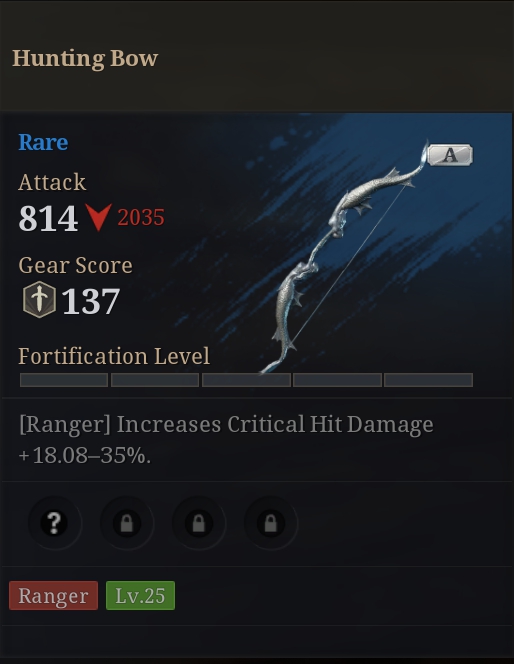 Hunting Bow
Rare
A
Attack
814 2035
Gear Score
137
Fortification Level
[Ranger] Increases Critical Hit Damage
+18.08–35%.
?
Ranger Lv.25